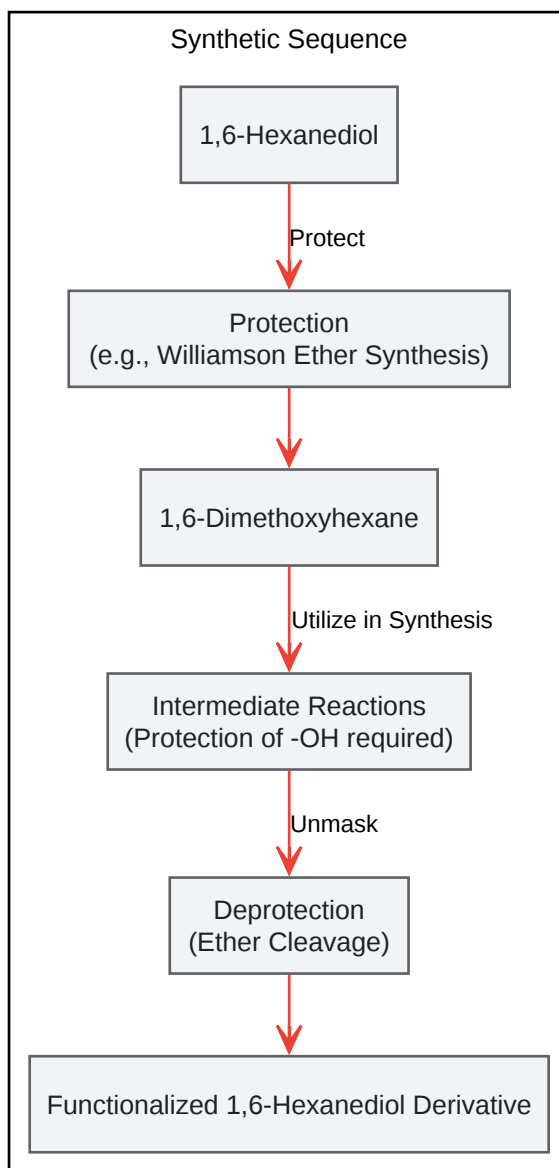 Synthetic Sequence
1,6-Hexanediol
Protect
Protection
(e.g., Williamson Ether Synthesis)
1,6-Dimethoxyhexane
Utilize in Synthesis
Intermediate Reactions
(Protection of -OH required)
Unmask
Deprotection
(Ether Cleavage)
Functionalized 1,6-Hexanediol Derivative